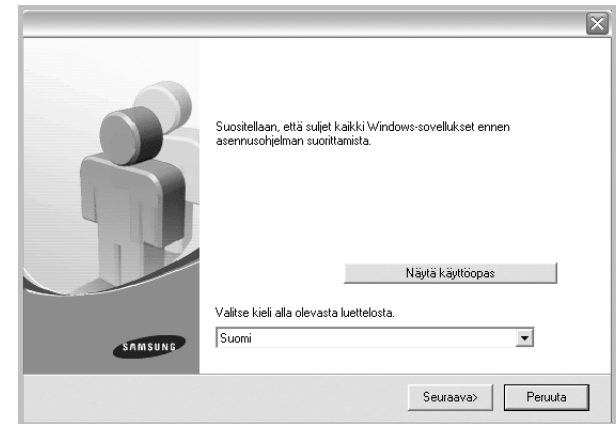 Suositellaan, että suljet kaikki Windows-sovellukset ennen
asennusohjelman suorittamista.
Näytä käyttöopas
Valitse kieli alla olevasta luettelosta.
Suomi
SAMSUNG
Seuraava>
Peruuta